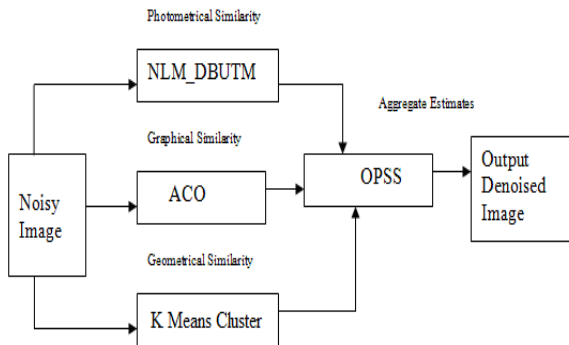 Photometrical Similarity
NLM_DBUTM
Aggregate Estimates
Graphical Similarity
Noisy
Image
ACO
OPSS
Output
Denoised
Image
Geometrical Similarity
K Means Cluster